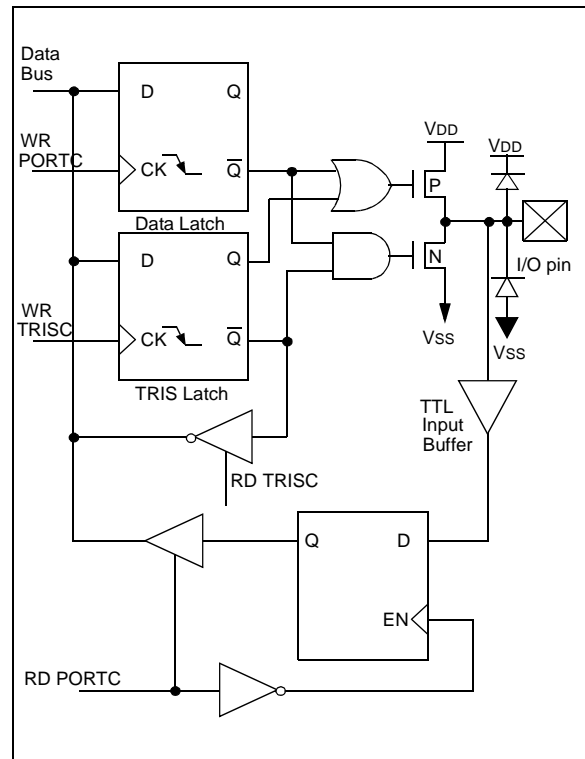 Data
Bus
D
Q
WR
PORTC
CK
Q
Data Latch
VDD
VDD
P
N
I/O pin
VSS
VSS
D
Q
WR
TRISC
CK
Q
TRIS Latch
TTL
Input
Buffer
RD TRISC
Q
D
EN
RD PORTC